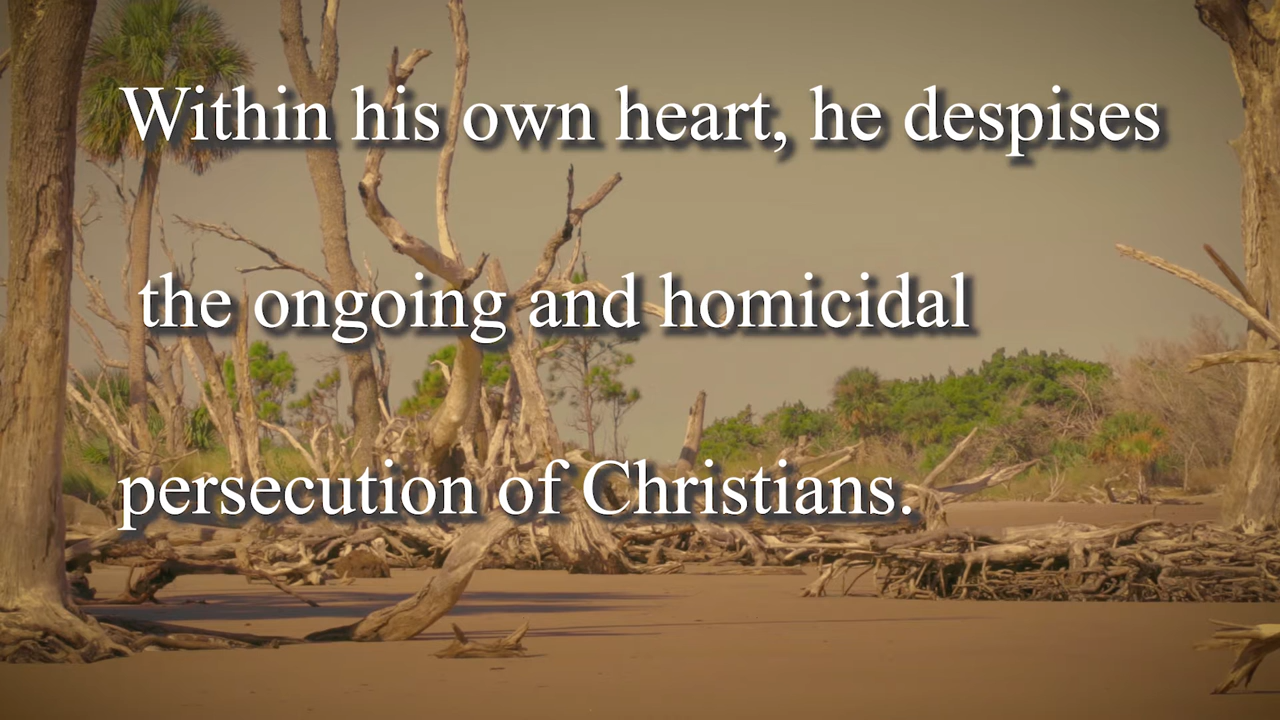 Within his own heart, he despises
the ongoing and homicidal
persecution of Christians.